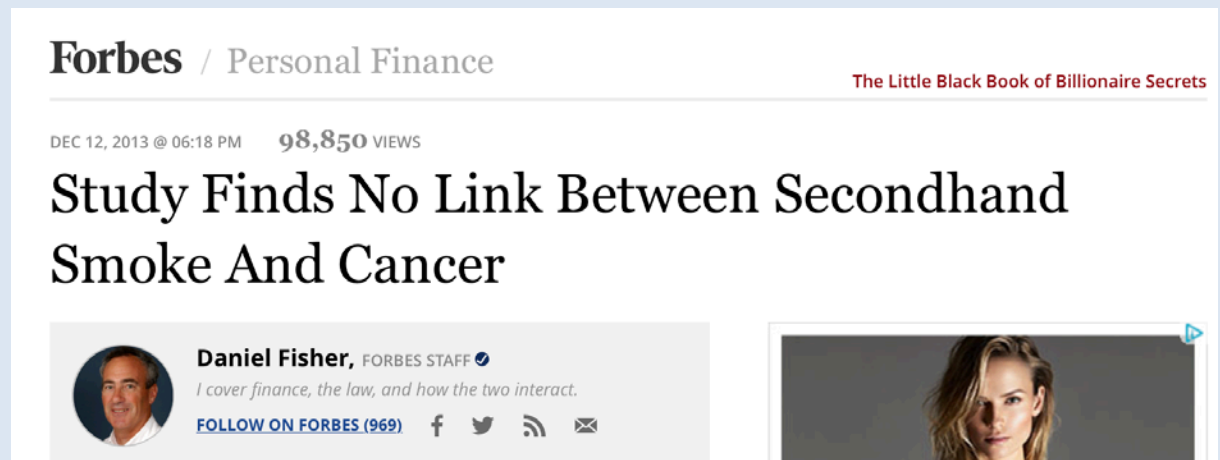 Forbes / Personal Finance
The Little Black Book of Billionaire Secrets
DEC 12, 2013 @ 06:18 PM 98,850 VIEWS
Study Finds No Link Between Secondhand
Smoke And Cancer
Daniel Fisher, FORBES STAFF
I cover finance, the law, and how the two interact.
FOLLOW ON FORBES (969)